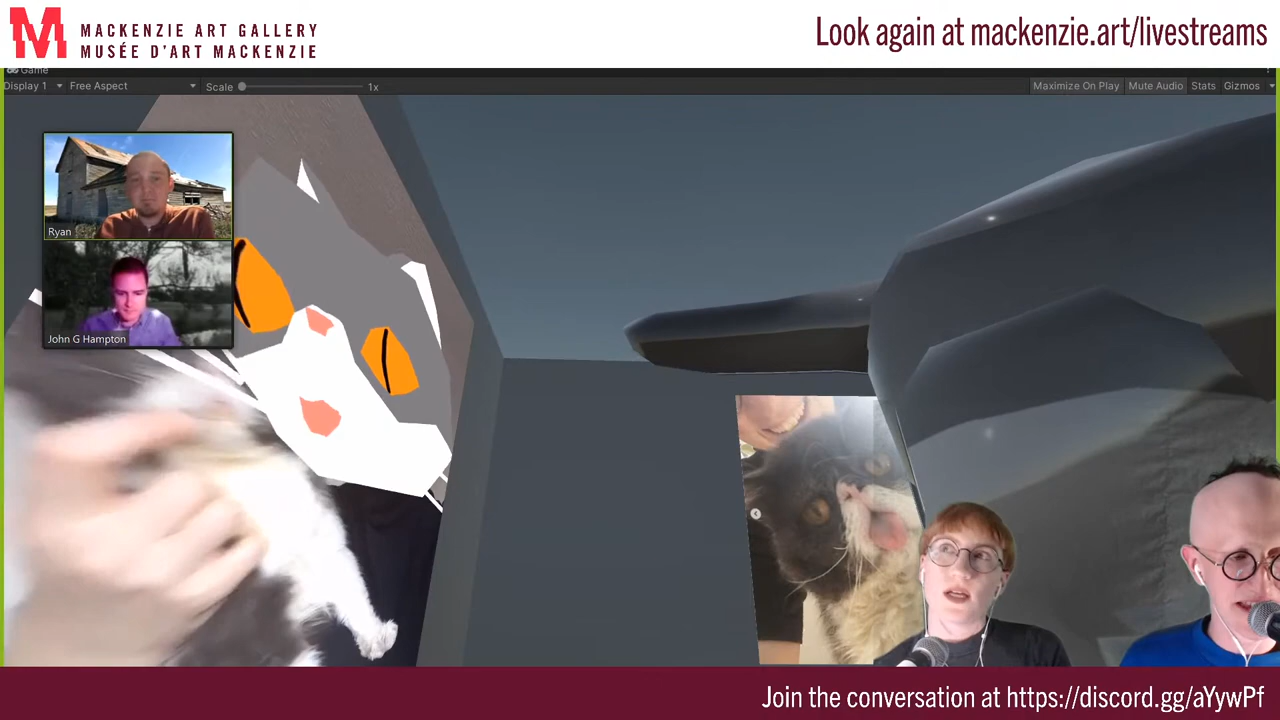 MACKENZIE ART GALLERY
MUSÉE D'ART MACKENZIE
Look again at mackenzie.art/livestreams
Game
Display 1
Free Aspect
Scale
1x
Maximize On Play
Mute Audio
Stats
Gizmos
Ryan
John G Hampton
Join the conversation at https://discord.gg/aYywPf